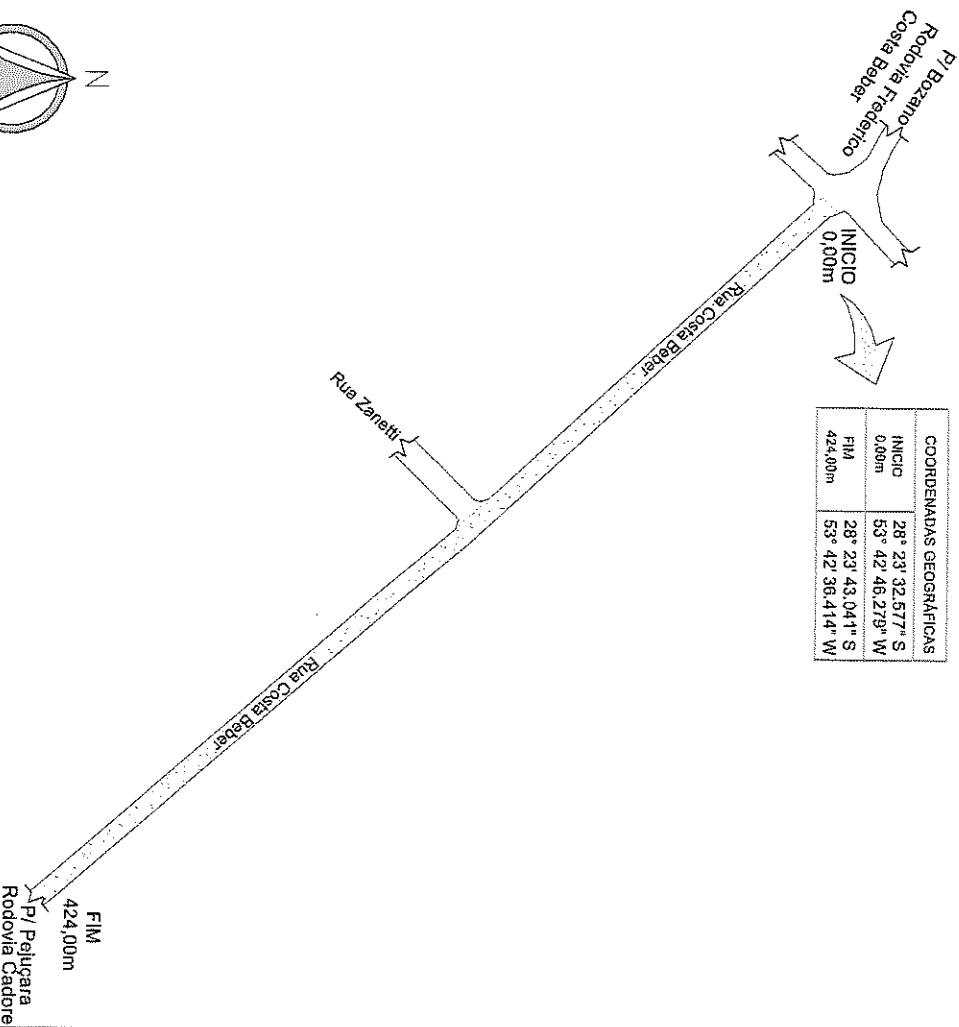 P/ Bozano
Rodovia Frederico
Costa Beber
N
INICIO
0,00m
COORDENADAS GEOGRÁFICAS
INICIO 28° 23' 32.577" S
0,00m 53° 42' 46.279" W
FIM 28° 23' 43.041" S
424,00m 53° 42' 36.414" W
Rua Costa Beber
Rua Zanetti
Rua Costa Beber
FIM
424,00m
P/ Pejuçara
Rodovia Cadore